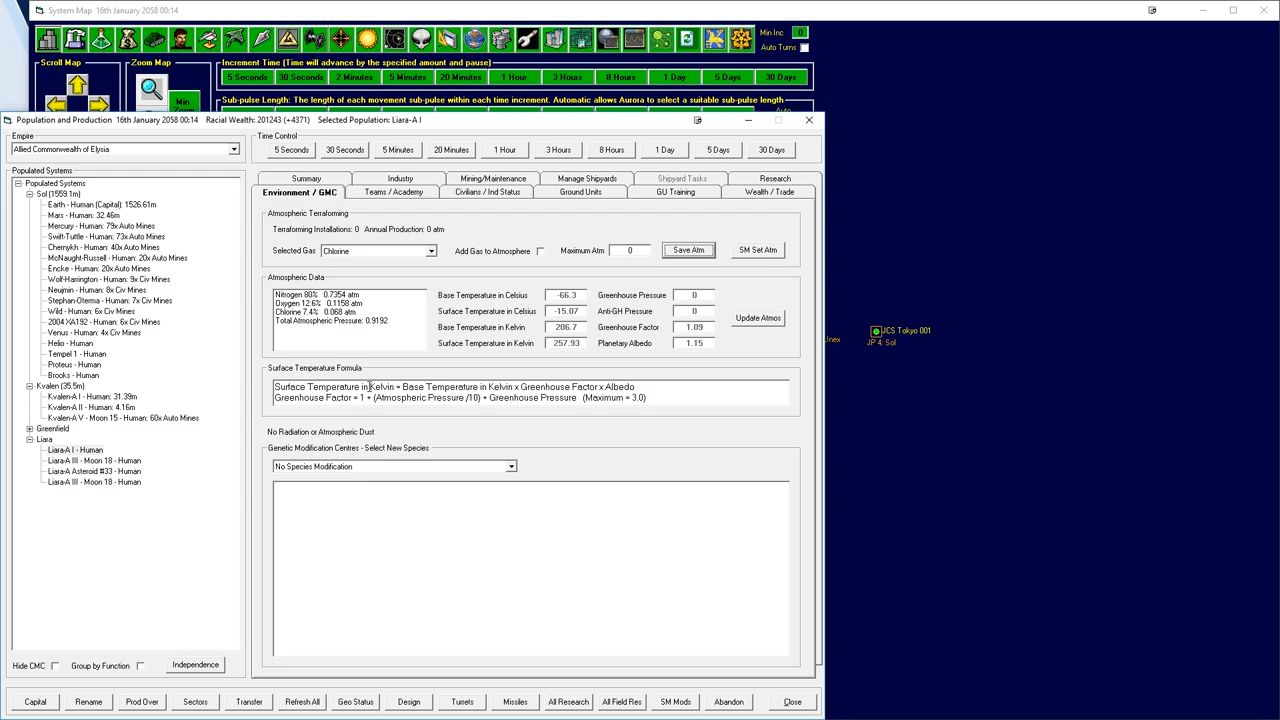 System Map 16th January 2058 00:14
Min Inc 0
Auto Turns
Scroll Map
Zoom Map
Min
Increment Time (Time will advance by the specified amount and pause)
5 Seconds 30 Seconds 2 Minutes 5 Minutes 20 Minutes 1 Hour 3 Hours 8 Hours 1 Day 5 Days 30 Days
Sub-pulse Length: The length of each movement sub-pulse within each time increment. Automatic allows Aurora to select a suitable sub-pulse length
Population and Production 16th January 2058 00:14 Racial Wealth: 201243 (+4371) Selected Population: Liara-A I
Empire
Allied Commonwealth of Elysia
Time Control
5 Seconds 30 Seconds 5 Minutes 20 Minutes 1 Hour 3 Hours 8 Hours 1 Day 5 Days 30 Days
Populated Systems
Populated Systems
Sol (1559.1m)
Earth - Human (Capital): 1526.61m
Mars - Human: 32.46m
Mercury - Human: 79x Auto Mines
Swift-Tuttle - Human: 73x Auto Mines
Chernykh - Human: 40x Auto Mines
McNaught-Russell - Human: 20x Auto Mines
Encke - Human: 20x Auto Mines
Wolf-Harrington - Human: 9x Civ Mines
Neujmin - Human: 8x Civ Mines
Stephan-Oterma - Human: 7x Civ Mines
Wild - Human: 6x Civ Mines
2004 XA192 - Human: 6x Civ Mines
Venus - Human: 4x Civ Mines
Helio - Human
Tempel 1 - Human
Proteus - Human
Brooks - Human
Kvalen (35.5m)
Kvalen-A I - Human: 31.39m
Kvalen-A II - Human: 4.16m
Kvalen-A V - Moon 15 - Human: 60x Auto Mines
Greenfield
Liara
Liara-A I - Human
Liara-A III - Moon 18 - Human
Liara-A Asteroid #33 - Human
Liara-A III - Moon 18 - Human
Hide CMC Group by Function Independence
Summary Industry Mining/Maintenance Manage Shipyards Shipyard Tasks Research
Environment / GMC Teams / Academy Civilians / Ind Status Ground Units GU Training Wealth / Trade
Atmospheric Terraforming
Terraforming Installations: 0 Annual Production: 0 atm
Selected Gas Chlorine Add Gas to Atmosphere Maximum Atm 0 Save Atm SM Set Atm
Atmospheric Data
Nitrogen 80% 0.7354 atm
Oxygen 12.6% 0.1158 atm
Chlorine 7.4% 0.068 atm
Total Atmospheric Pressure: 0.9192
Base Temperature in Celsius -66.3 Greenhouse Pressure 0
Surface Temperature in Celsius -15.07 Anti-GH Pressure 0
Base Temperature in Kelvin 206.7 Greenhouse Factor 1.09
Surface Temperature in Kelvin 257.93 Planetary Albedo 1.15
Update Atmos
Surface Temperature Formula
Surface Temperature in Kelvin = Base Temperature in Kelvin x Greenhouse Factor x Albedo
Greenhouse Factor = 1 + (Atmospheric Pressure /10) + Greenhouse Pressure (Maximum = 3.0)
No Radiation or Atmospheric Dust
Genetic Modification Centres - Select New Species
No Species Modification
Capital Rename Prod Over Sectors Transfer Refresh All Geo Status Design Turrets Missiles All Research All Field Res SM Mods Abandon Close
JCS Tokyo 001
JP 4: Sol